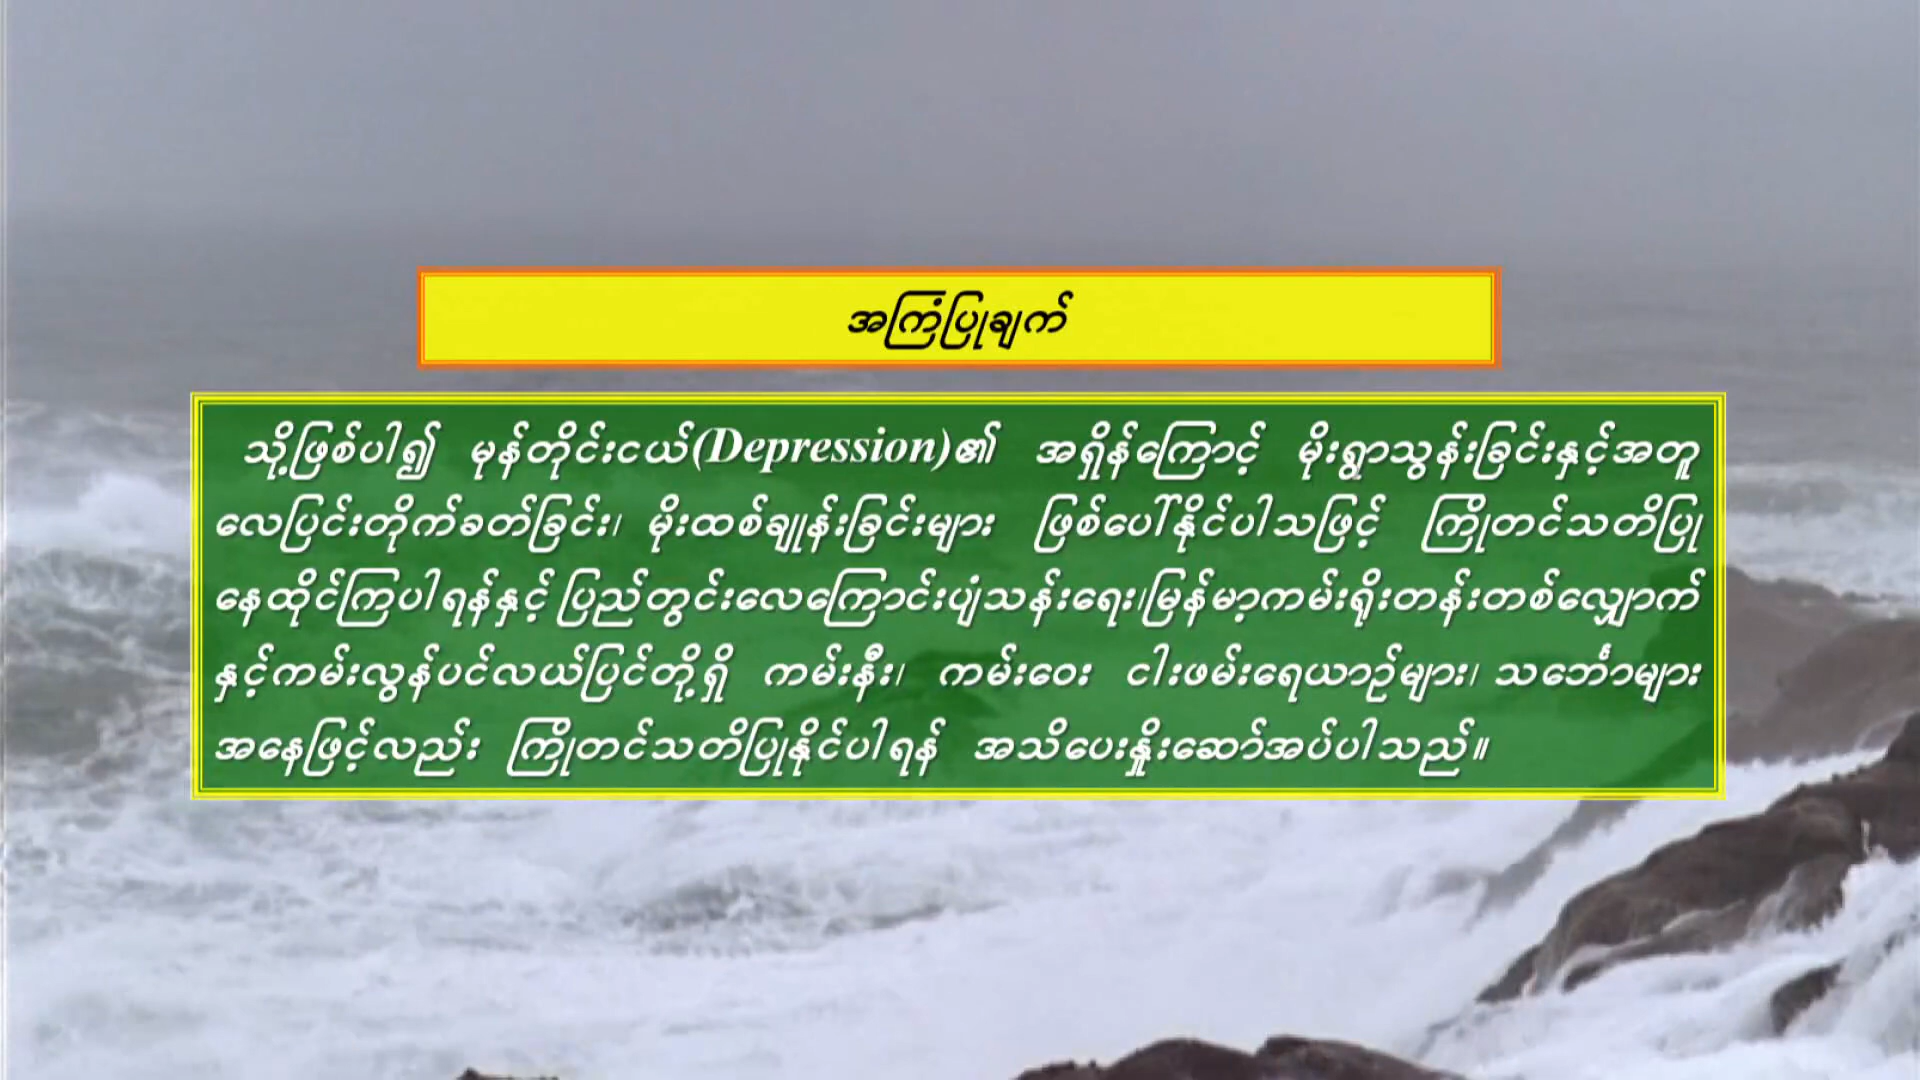 အကြံပြုချက်
သို့ဖြစ်ပါ၍ မုန်တိုင်းငယ်(Depression)၏ အရှိန်ကြောင့် မိုးရွာသွန်းခြင်းနှင့်အတူ
လေပြင်းတိုက်ခတ်ခြင်း၊ မိုးထစ်ချုန်းခြင်းများ ဖြစ်ပေါ်နိုင်ပါသဖြင့် ကြိုတင်သတိပြု
နေထိုင်ကြပါရန်နှင့် ပြည်တွင်းလေကြောင်းပျံသန်းရေး၊မြန်မာ့ကမ်းရိုးတန်းတစ်လျှောက်
နှင့်ကမ်းလွန်ပင်လယ်ပြင်တို့ရှိ ကမ်းနီး၊ ကမ်းဝေး ငါးဖမ်းရေယာဉ်များ၊ သင်္ဘောများ
အနေဖြင့်လည်း ကြိုတင်သတိပြုနိုင်ပါရန် အသိပေးနှိုးဆော်အပ်ပါသည်။